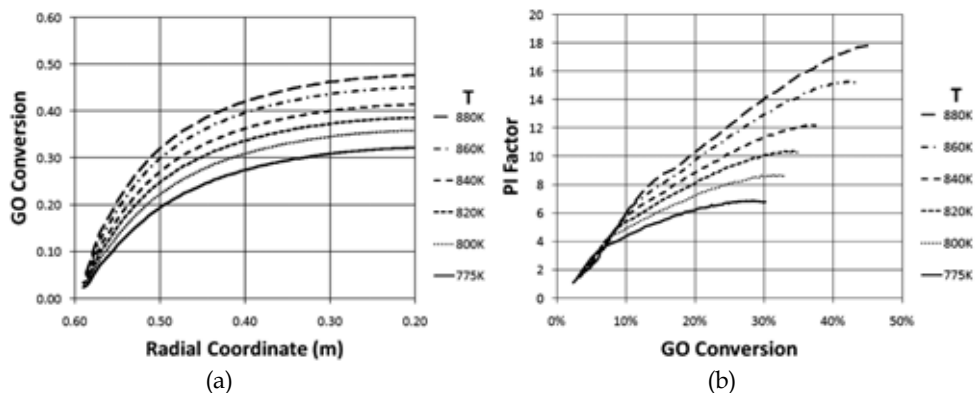 0.60
0.50
0.40
0.30
0.20
0.10
0.00
GO Conversion
0.60 0.50 0.40 0.30 0.20
Radial Coordinate (m)
T
880K
860K
840K
820K
800K
775K
(a)
20
18
16
14
12
10
8
6
4
2
0
PI Factor
0% 10% 20% 30% 40% 50%
GO Conversion
T
880K
860K
840K
820K
800K
775K
(b)